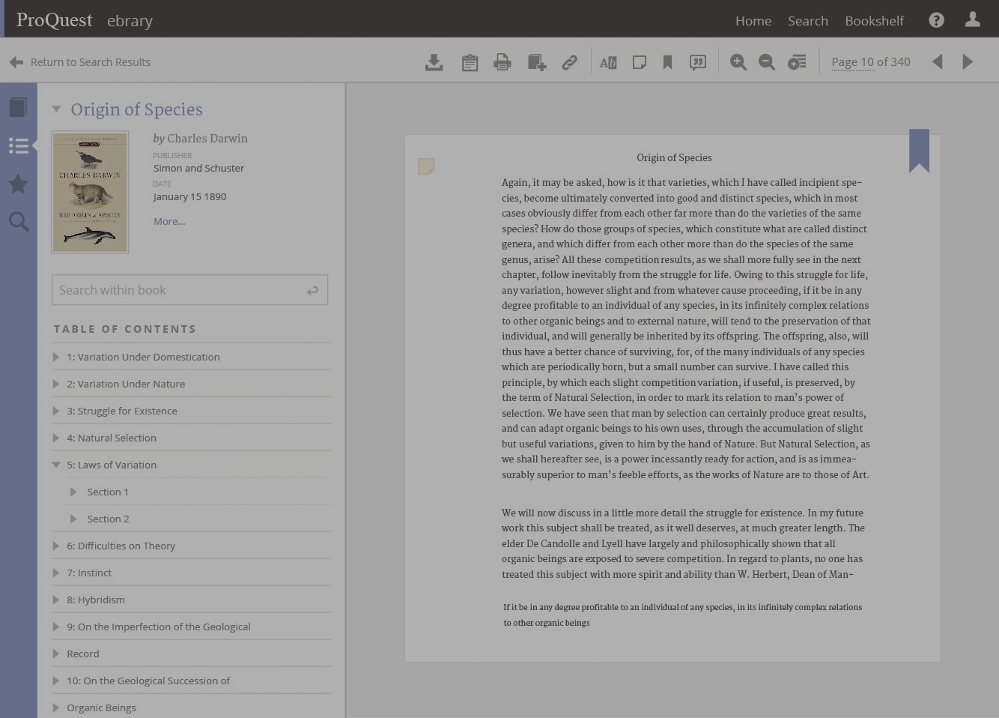 ProQuest ebrary
Home Search Bookshelf
Return to Search Results
Page 10 of 340
Origin of Species
CHARLES DARWIN
THE ORIGIN OF SPECIES
by Charles Darwin
PUBLISHER
Simon and Schuster
DATE
January 15 1890
More...
Search within book
TABLE OF CONTENTS
1: Variation Under Domestication
2: Variation Under Nature
3: Struggle for Existence
4: Natural Selection
5: Laws of Variation
Section 1
Section 2
6: Difficulties on Theory
7: Instinct
8: Hybridism
9: On the Imperfection of the Geological
Record
10: On the Geological Succession of
Organic Beings
Origin of Species
Again, it may be asked, how is it that varieties, which I have called incipient spe-
cies, become ultimately converted into good and distinct species, which in most
cases obviously differ from each other far more than do the varieties of the same
species? How do those groups of species, which constitute what are called distinct
genera, and which differ from each other more than do the species of the same
genus, arise? All these competition results, as we shall more fully see in the next
chapter, follow inevitably from the struggle for life. Owing to this struggle for life,
any variation, however slight and from whatever cause proceeding, if it be in any
degree profitable to an individual of any species, in its infinitely complex relations
to other organic beings and to external nature, will tend to the preservation of that
individual, and will generally be inherited by its offspring. The offspring, also, will
thus have a better chance of surviving, for, of the many individuals of any species
which are periodically born, but a small number can survive. I have called this
principle, by which each slight competition variation, if useful, is preserved, by
the term of Natural Selection, in order to mark its relation to man's power of
selection. We have seen that man by selection can certainly produce great results,
and can adapt organic beings to his own uses, through the accumulation of slight
but useful variations, given to him by the hand of Nature. But Natural Selection, as
we shall hereafter see, is a power incessantly ready for action, and is as immea-
surably superior to man's feeble efforts, as the works of Nature are to those of Art.
We will now discuss in a little more detail the struggle for existence. In my future
work this subject shall be treated, as it well deserves, at much greater length. The
elder De Candolle and Lyell have largely and philosophically shown that all
organic beings are exposed to severe competition. In regard to plants, no one has
treated this subject with more spirit and ability than W. Herbert, Dean of Man-
If it be in any degree profitable to an individual of any species, in its infinitely complex relations
to other organic beings